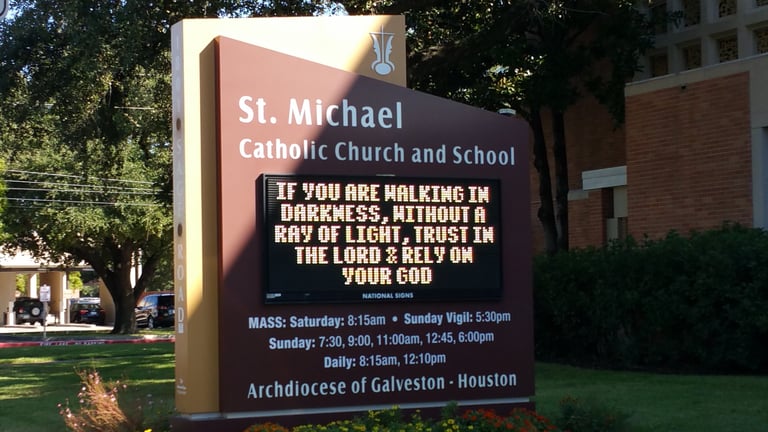 St. Michael
Catholic Church and School
IF YOU ARE WALKING IN
DARKNESS, WITHOUT A
RAY OF LIGHT, TRUST IN
THE LORD & RELY ON
YOUR GOD
NATIONAL SIGNS
MASS: Saturday: 8:15am • Sunday Vigil: 5:30pm
Sunday: 7:30, 9:00, 11:00am, 12:45, 6:00pm
Daily: 8:15am, 12:10pm
Archdiocese of Galveston - Houston
SAGE ROAD